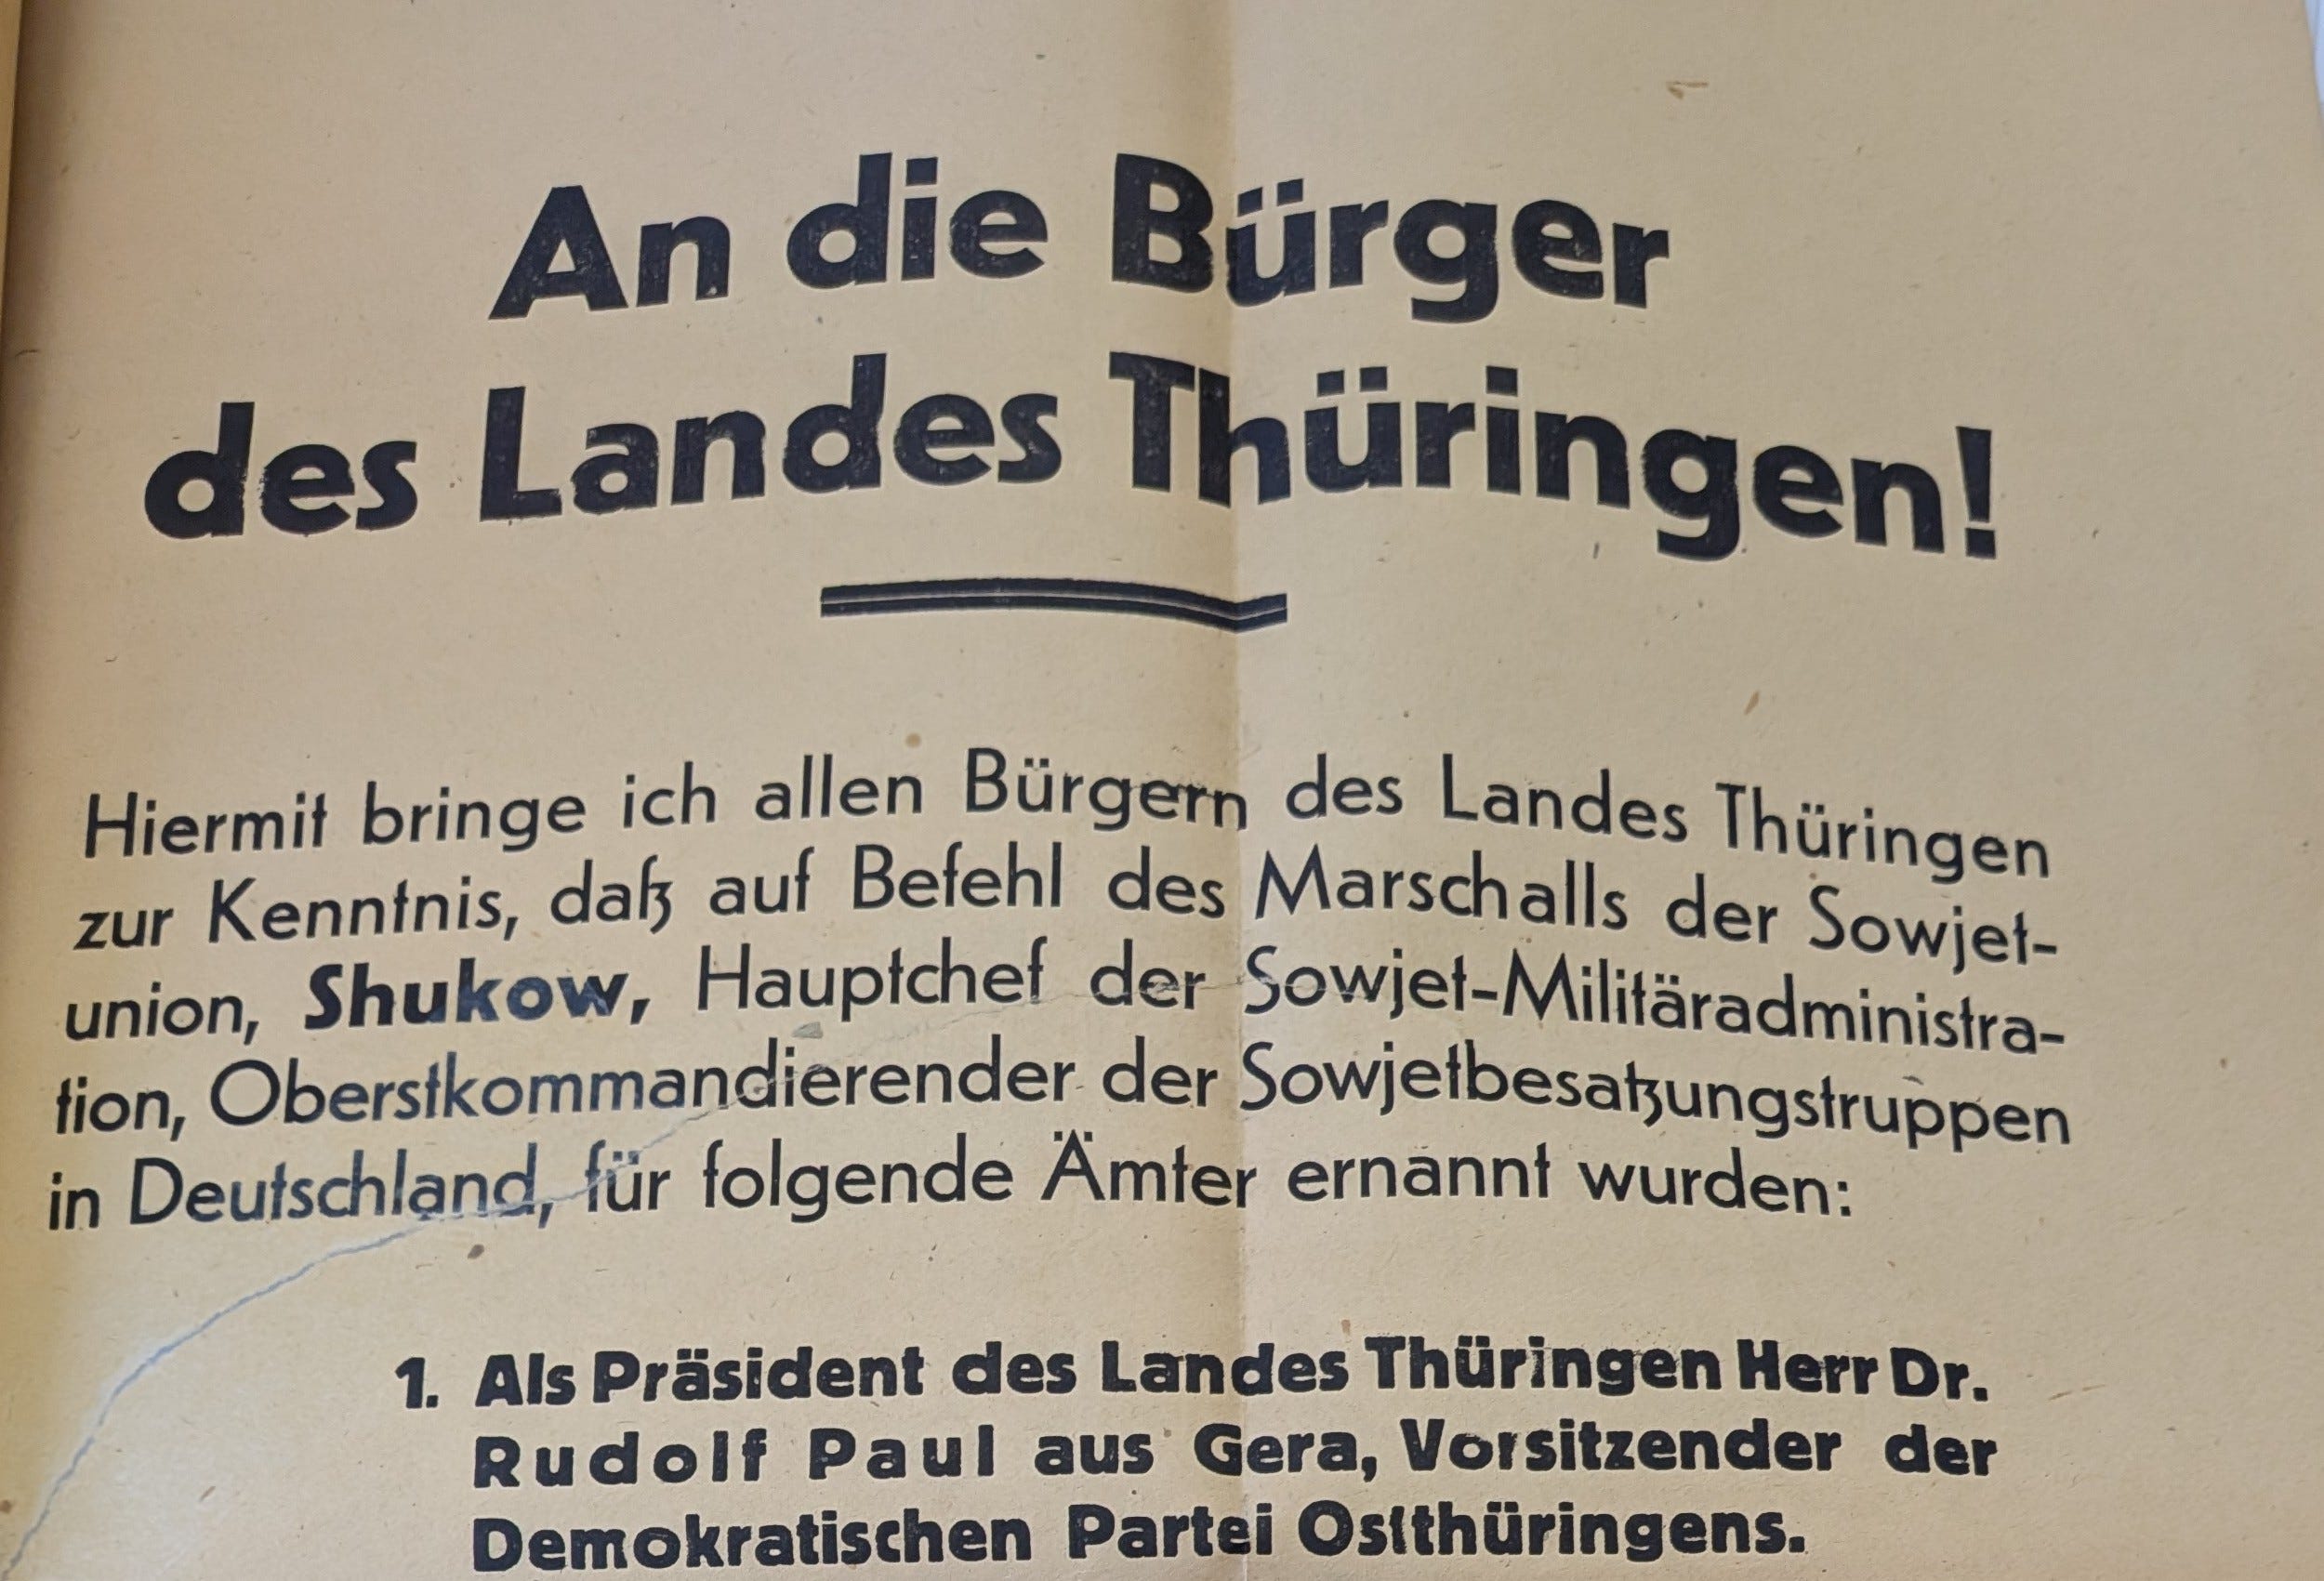 An die Bürger
des Landes Thüringen!
Hiermit bringe ich allen Bürgern des Landes Thüringen
zur Kenntnis, daß auf Befehl des Marschalls der Sowjet-
union, Shukow, Hauptchef der Sowjet-Militäradministra-
tion, Oberstkommandierender der Sowjetbesatzungstruppen
in Deutschland, für folgende Ämter ernannt wurden:
1. Als Präsident des Landes Thüringen Herr Dr.
Rudolf Paul aus Gera, Vorsitzender der
Demokratischen Partei Ostthüringens.